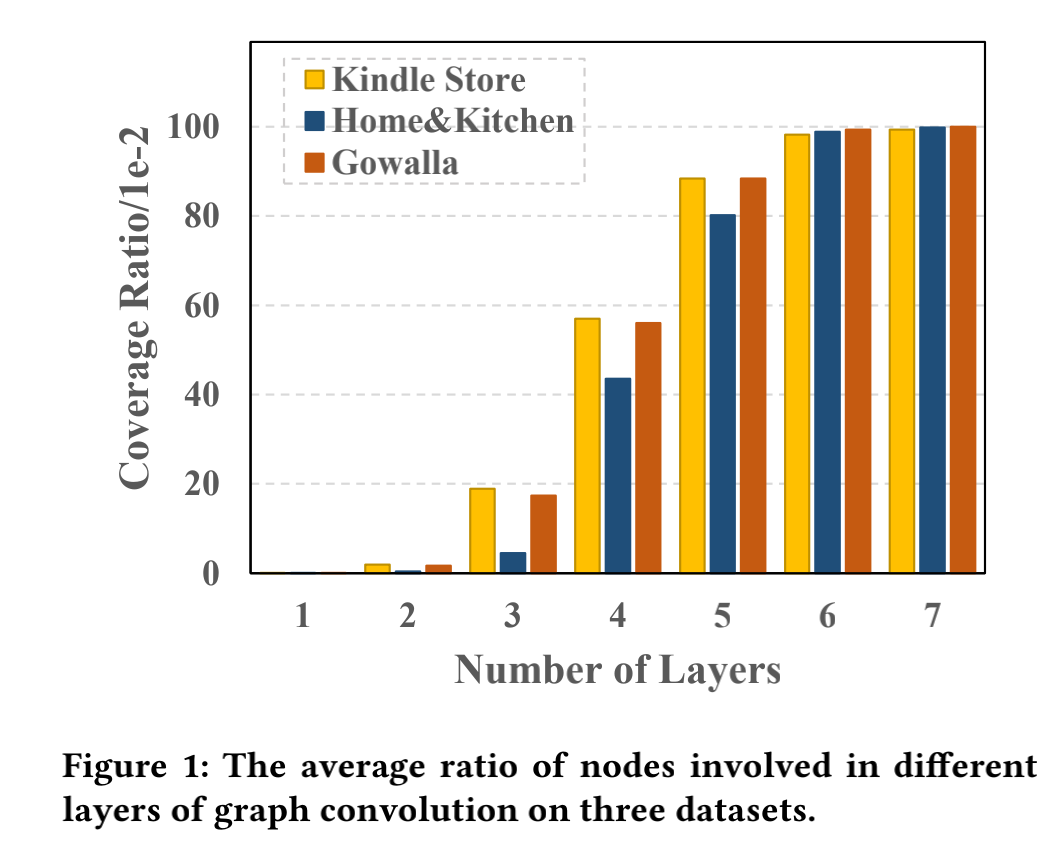 Kindle Store
Home&Kitchen
Gowalla
Coverage Ratio/1e-2
100
80
60
40
20
0
1 2 3 4 5 6 7
Number of Layers
Figure 1: The average ratio of nodes involved in different
layers of graph convolution on three datasets.